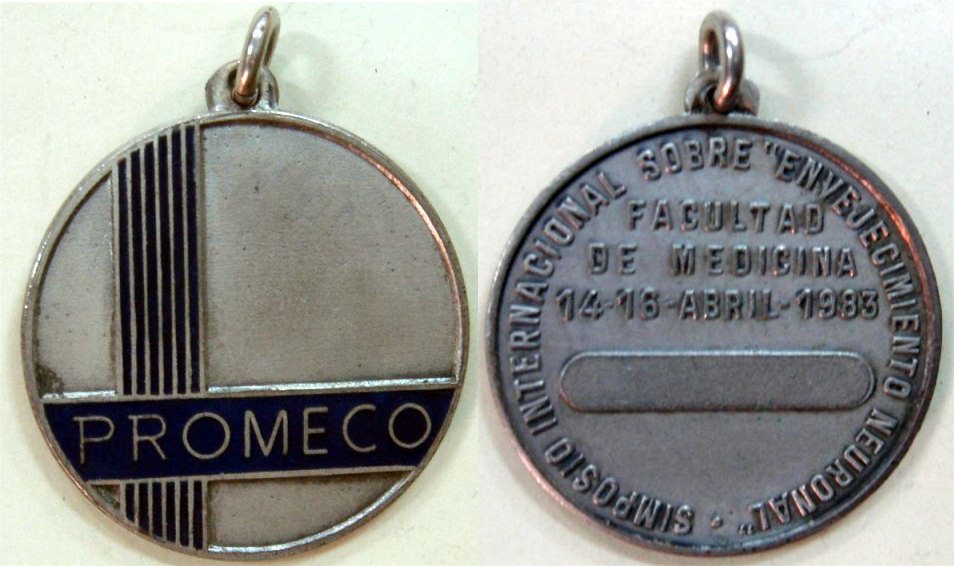 PROMECO
SIMPOSIO INTERNACIONAL SOBRE "ENVEJECIMIENTO NEURONAL" •
FACULTAD
DE MEDICINA
14-16-ABRIL-1983